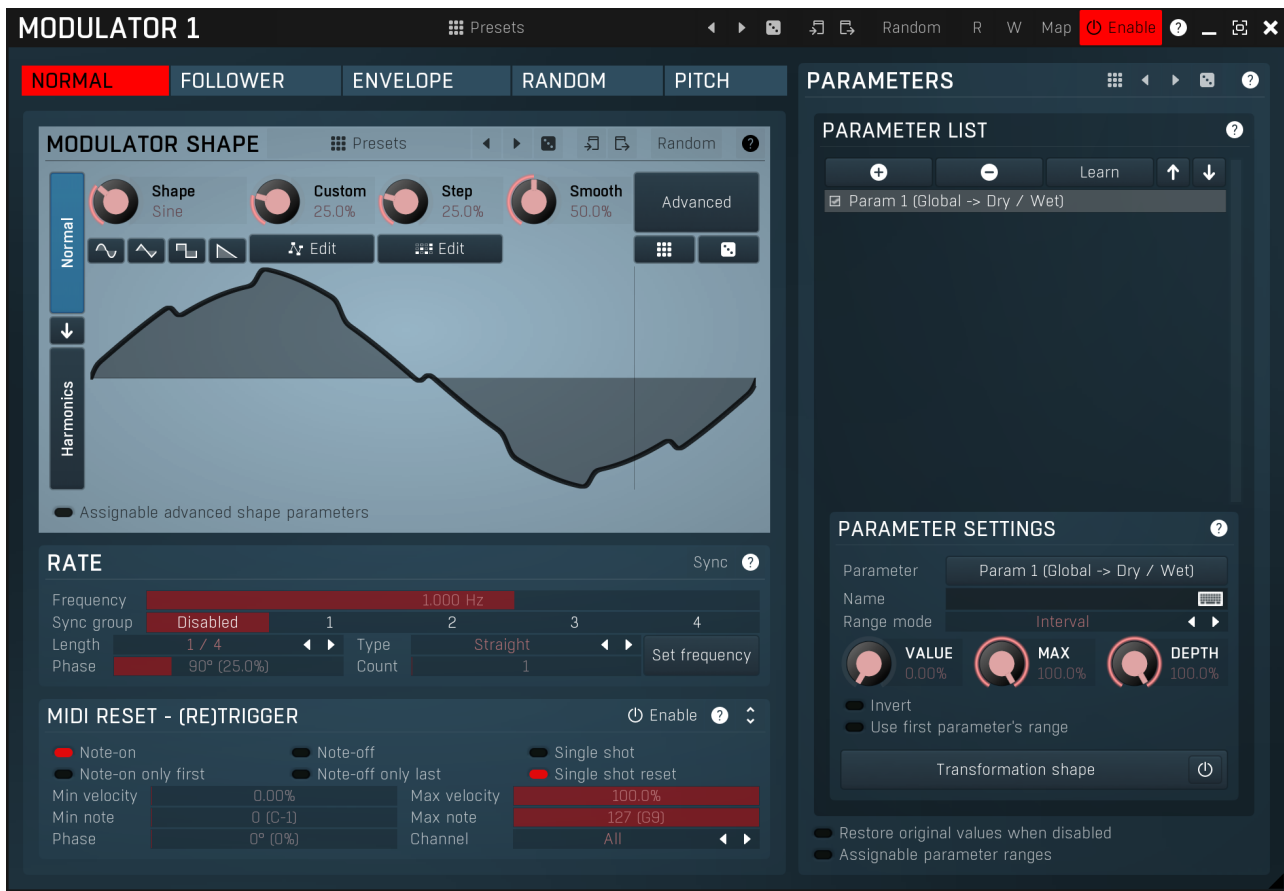 MODULATOR 1 Presets Random R W Map Enable ?
NORMAL FOLLOWER ENVELOPE RANDOM PITCH
MODULATOR SHAPE Presets Random ?
Normal
Harmonics
Shape Sine
Custom 25.0%
Step 25.0%
Smooth 50.0%
Advanced
Edit Edit
Assignable advanced shape parameters
RATE Sync ?
Frequency 1.000 Hz
Sync group Disabled 1 2 3 4
Length 1 / 4 Type Straight
Phase 90° (25.0%) Count 1
Set frequency
MIDI RESET - (RE)TRIGGER Enable ?
Note-on Note-off Single shot
Note-on only first Note-off only last Single shot reset
Min velocity 0.00% Max velocity 100.0%
Min note 0 (C-1) Max note 127 (G9)
Phase 0° (0%) Channel All
PARAMETERS ?
PARAMETER LIST ?
Learn
Param 1 (Global -> Dry / Wet)
PARAMETER SETTINGS ?
Parameter Param 1 (Global -> Dry / Wet)
Name
Range mode Interval
VALUE 0.00%
MAX 100.0%
DEPTH 100.0%
Invert
Use first parameter's range
Transformation shape
Restore original values when disabled
Assignable parameter ranges